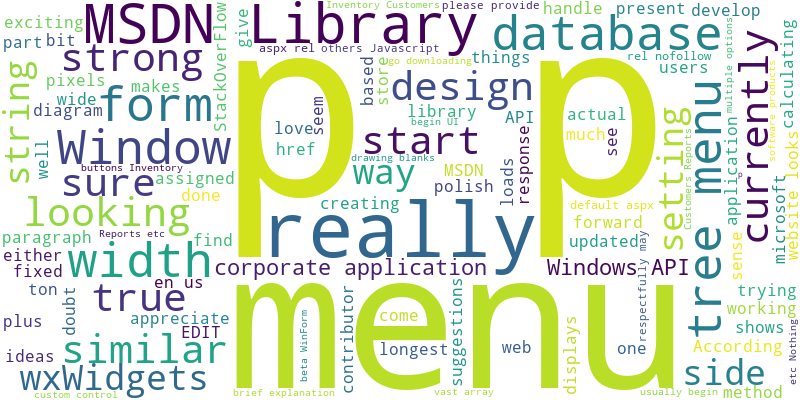 Inventory Customers
please provide
handle
present
develop
exciting
MSDN Library
database
part
bit
strong
StackOverFlow
give
aspx rel others Javascript
go downloading
things
rel nofollow
users
multiple options
currently
calculating
software products
pixels
makes
wide
diagram
form
string
based
store
design
library
begin UI
API
p p
actual
much
see
love
seem
href
Window
start
response
loads
well
buttons Inventory
sure
assigned
done
way
drawing blanks
MSDN
polish
setting
Customers Reports
tree menu
application
website looks
microsoft
sense
looking
creating
really
default aspx
forward
updated
paragraph
Reports etc
find
either
fixed
width
corporate application
Windows API
respectfully may
trying
working
ton
doubt
true
en us
menu
appreciate
plus
EDIT
beta WinForm
contributor
come
longest
suggestions
web
one
shows
According
ideas
similar
displays
side
etc Nothing
wxWidgets
custom control
brief explanation
vast array
usually begin
method